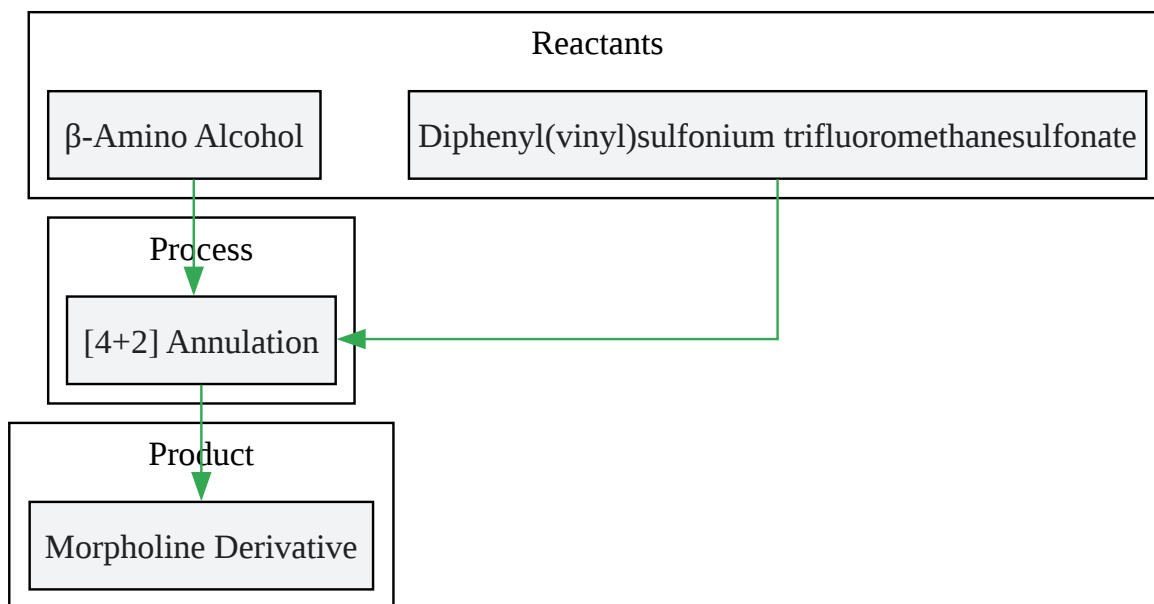 Reactants
β-Amino Alcohol
Diphenyl(vinyl)sulfonium trifluoromethanesulfonate
Process
[4+2] Annulation
Product
Morpholine Derivative